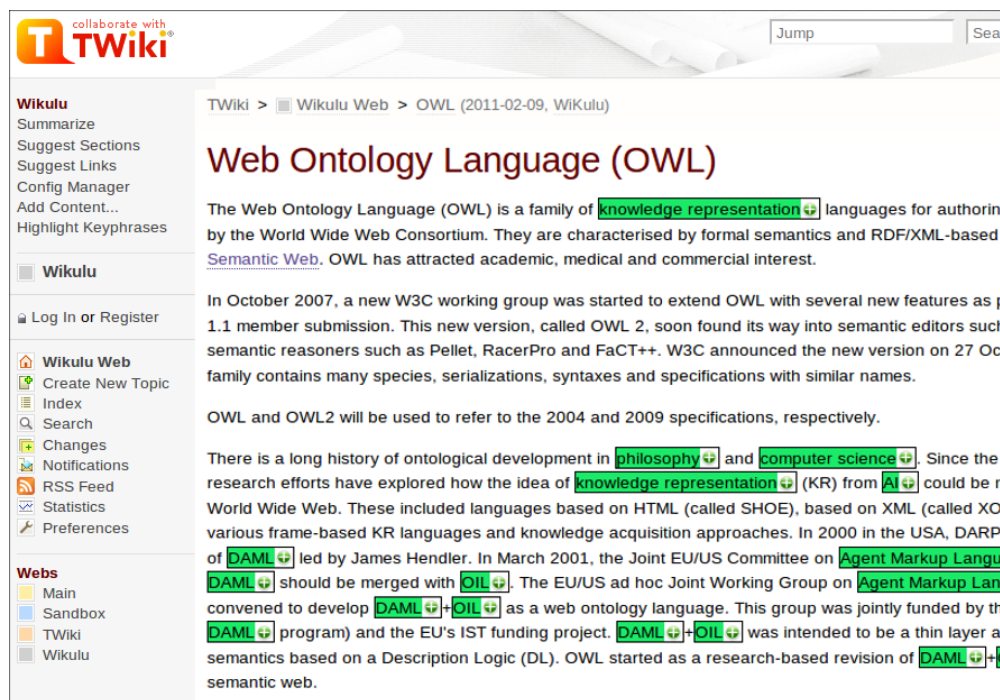 collaborate with
TWiki®
Jump
Sea
Wikulu
Summarize
Suggest Sections
Suggest Links
Config Manager
Add Content...
Highlight Keyphrases
Wikulu
Log In or Register
Wikulu Web
Create New Topic
Index
Search
Changes
Notifications
RSS Feed
Statistics
Preferences
Webs
Main
Sandbox
TWiki
Wikulu
TWiki > Wikulu Web > OWL (2011-02-09, WiKulu)
Web Ontology Language (OWL)
The Web Ontology Language (OWL) is a family of knowledge representation languages for authorin
by the World Wide Web Consortium. They are characterised by formal semantics and RDF/XML-based
Semantic Web. OWL has attracted academic, medical and commercial interest.
In October 2007, a new W3C working group was started to extend OWL with several new features as p
1.1 member submission. This new version, called OWL 2, soon found its way into semantic editors such
semantic reasoners such as Pellet, RacerPro and FaCT++. W3C announced the new version on 27 Oc
family contains many species, serializations, syntaxes and specifications with similar names.
OWL and OWL2 will be used to refer to the 2004 and 2009 specifications, respectively.
There is a long history of ontological development in philosophy and computer science. Since the
research efforts have explored how the idea of knowledge representation (KR) from AI could be
World Wide Web. These included languages based on HTML (called SHOE), based on XML (called XO
various frame-based KR languages and knowledge acquisition approaches. In 2000 in the USA, DARP
of DAML led by James Hendler. In March 2001, the Joint EU/US Committee on Agent Markup Langu
DAML should be merged with OIL. The EU/US ad hoc Joint Working Group on Agent Markup Lan
convened to develop DAML+OIL as a web ontology language. This group was jointly funded by th
DAML program) and the EU's IST funding project. DAML+OIL was intended to be a thin layer a
semantics based on a Description Logic (DL). OWL started as a research-based revision of DAML+
semantic web.